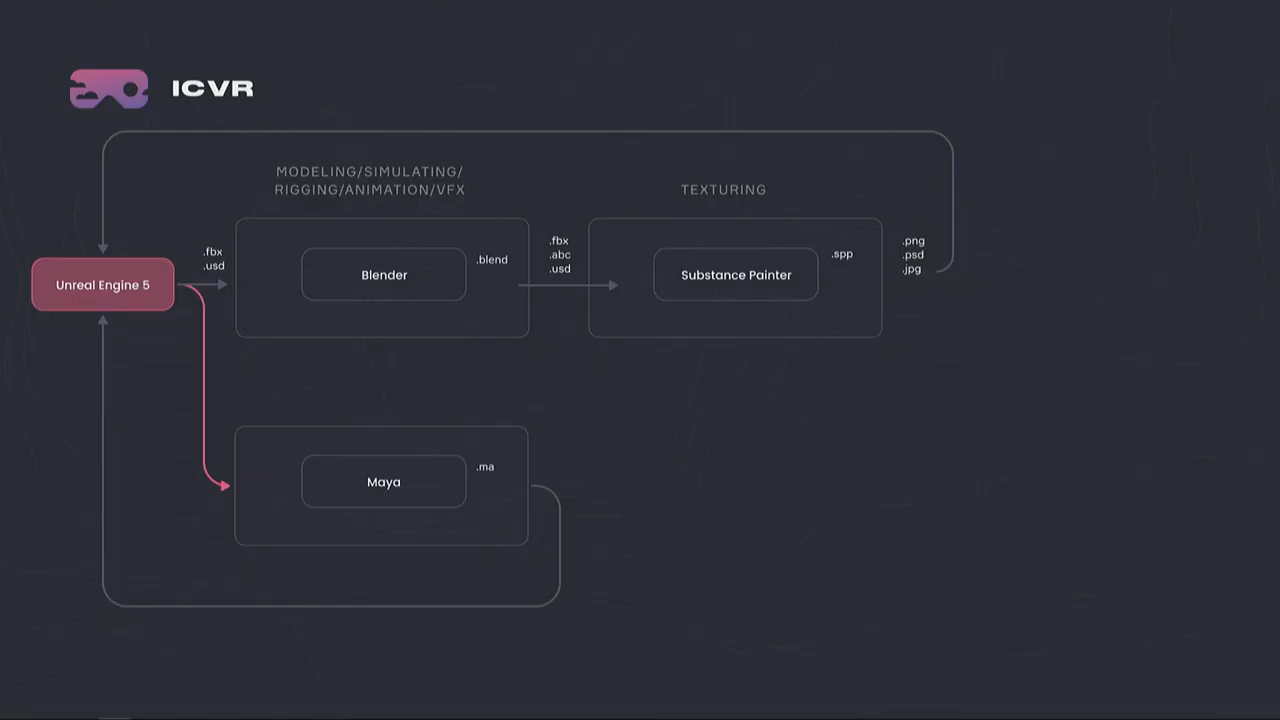 ICVR
MODELING/SIMULATING/
RIGGING/ANIMATION/VFX
TEXTURING
Unreal Engine 5
.fbx
.usd
Blender
.blend
.fbx
.abc
.usd
Substance Painter
.spp
.png
.psd
.jpg
Maya
.ma